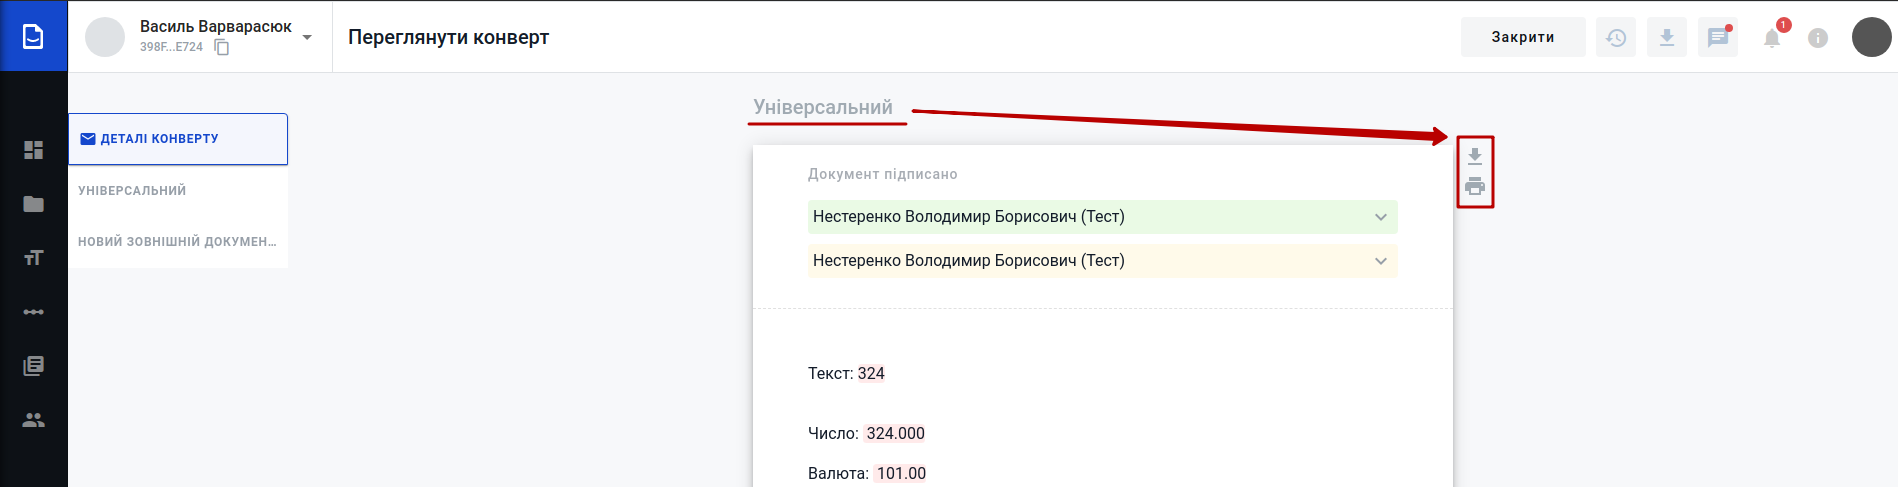 Василь Варварасюк
398F...E724
Переглянути конверт
Закрити
1
ДЕТАЛІ КОНВЕРТУ
УНІВЕРСАЛЬНИЙ
НОВИЙ ЗОВНІШНІЙ ДОКУМЕН...
Універсальний
Документ підписано
Нестеренко Володимир Борисович (Тест)
Нестеренко Володимир Борисович (Тест)
Текст: 324
Число: 324.000
Валюта: 101.00